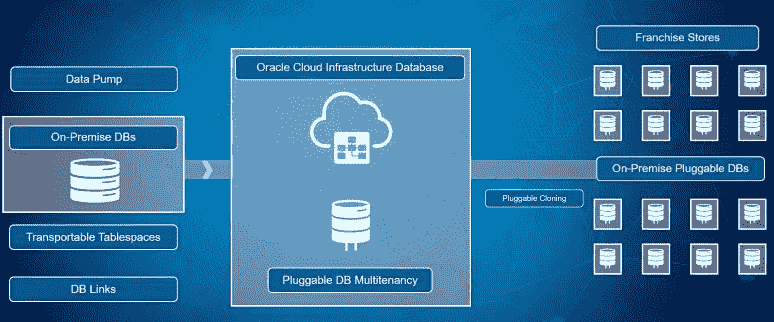 Data Pump
On-Premise DBs
Transportable Tablespaces
DB Links
Oracle Cloud Infrastructure Database
Pluggable DB Multitenancy
Pluggable Cloning
Franchise Stores
On-Premise Pluggable DBs